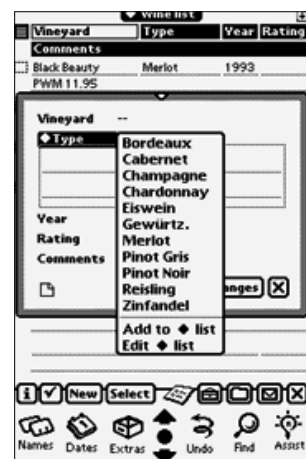 Wine list
Vineyard Type Year Rating
Comments
Black Beauty Merlot 1993
PWM 11.95
Vineyard --
◆Type
Bordeaux
Cabernet
Champagne
Chardonnay
Eiswein
Gewürtz.
Merlot
Pinot Gris
Pinot Noir
Reisling
Zinfandel
Add to ◆ list
Edit ◆ list
Year
Rating
Comments
anges
New Select
Names Dates Extras Undo Find Assist